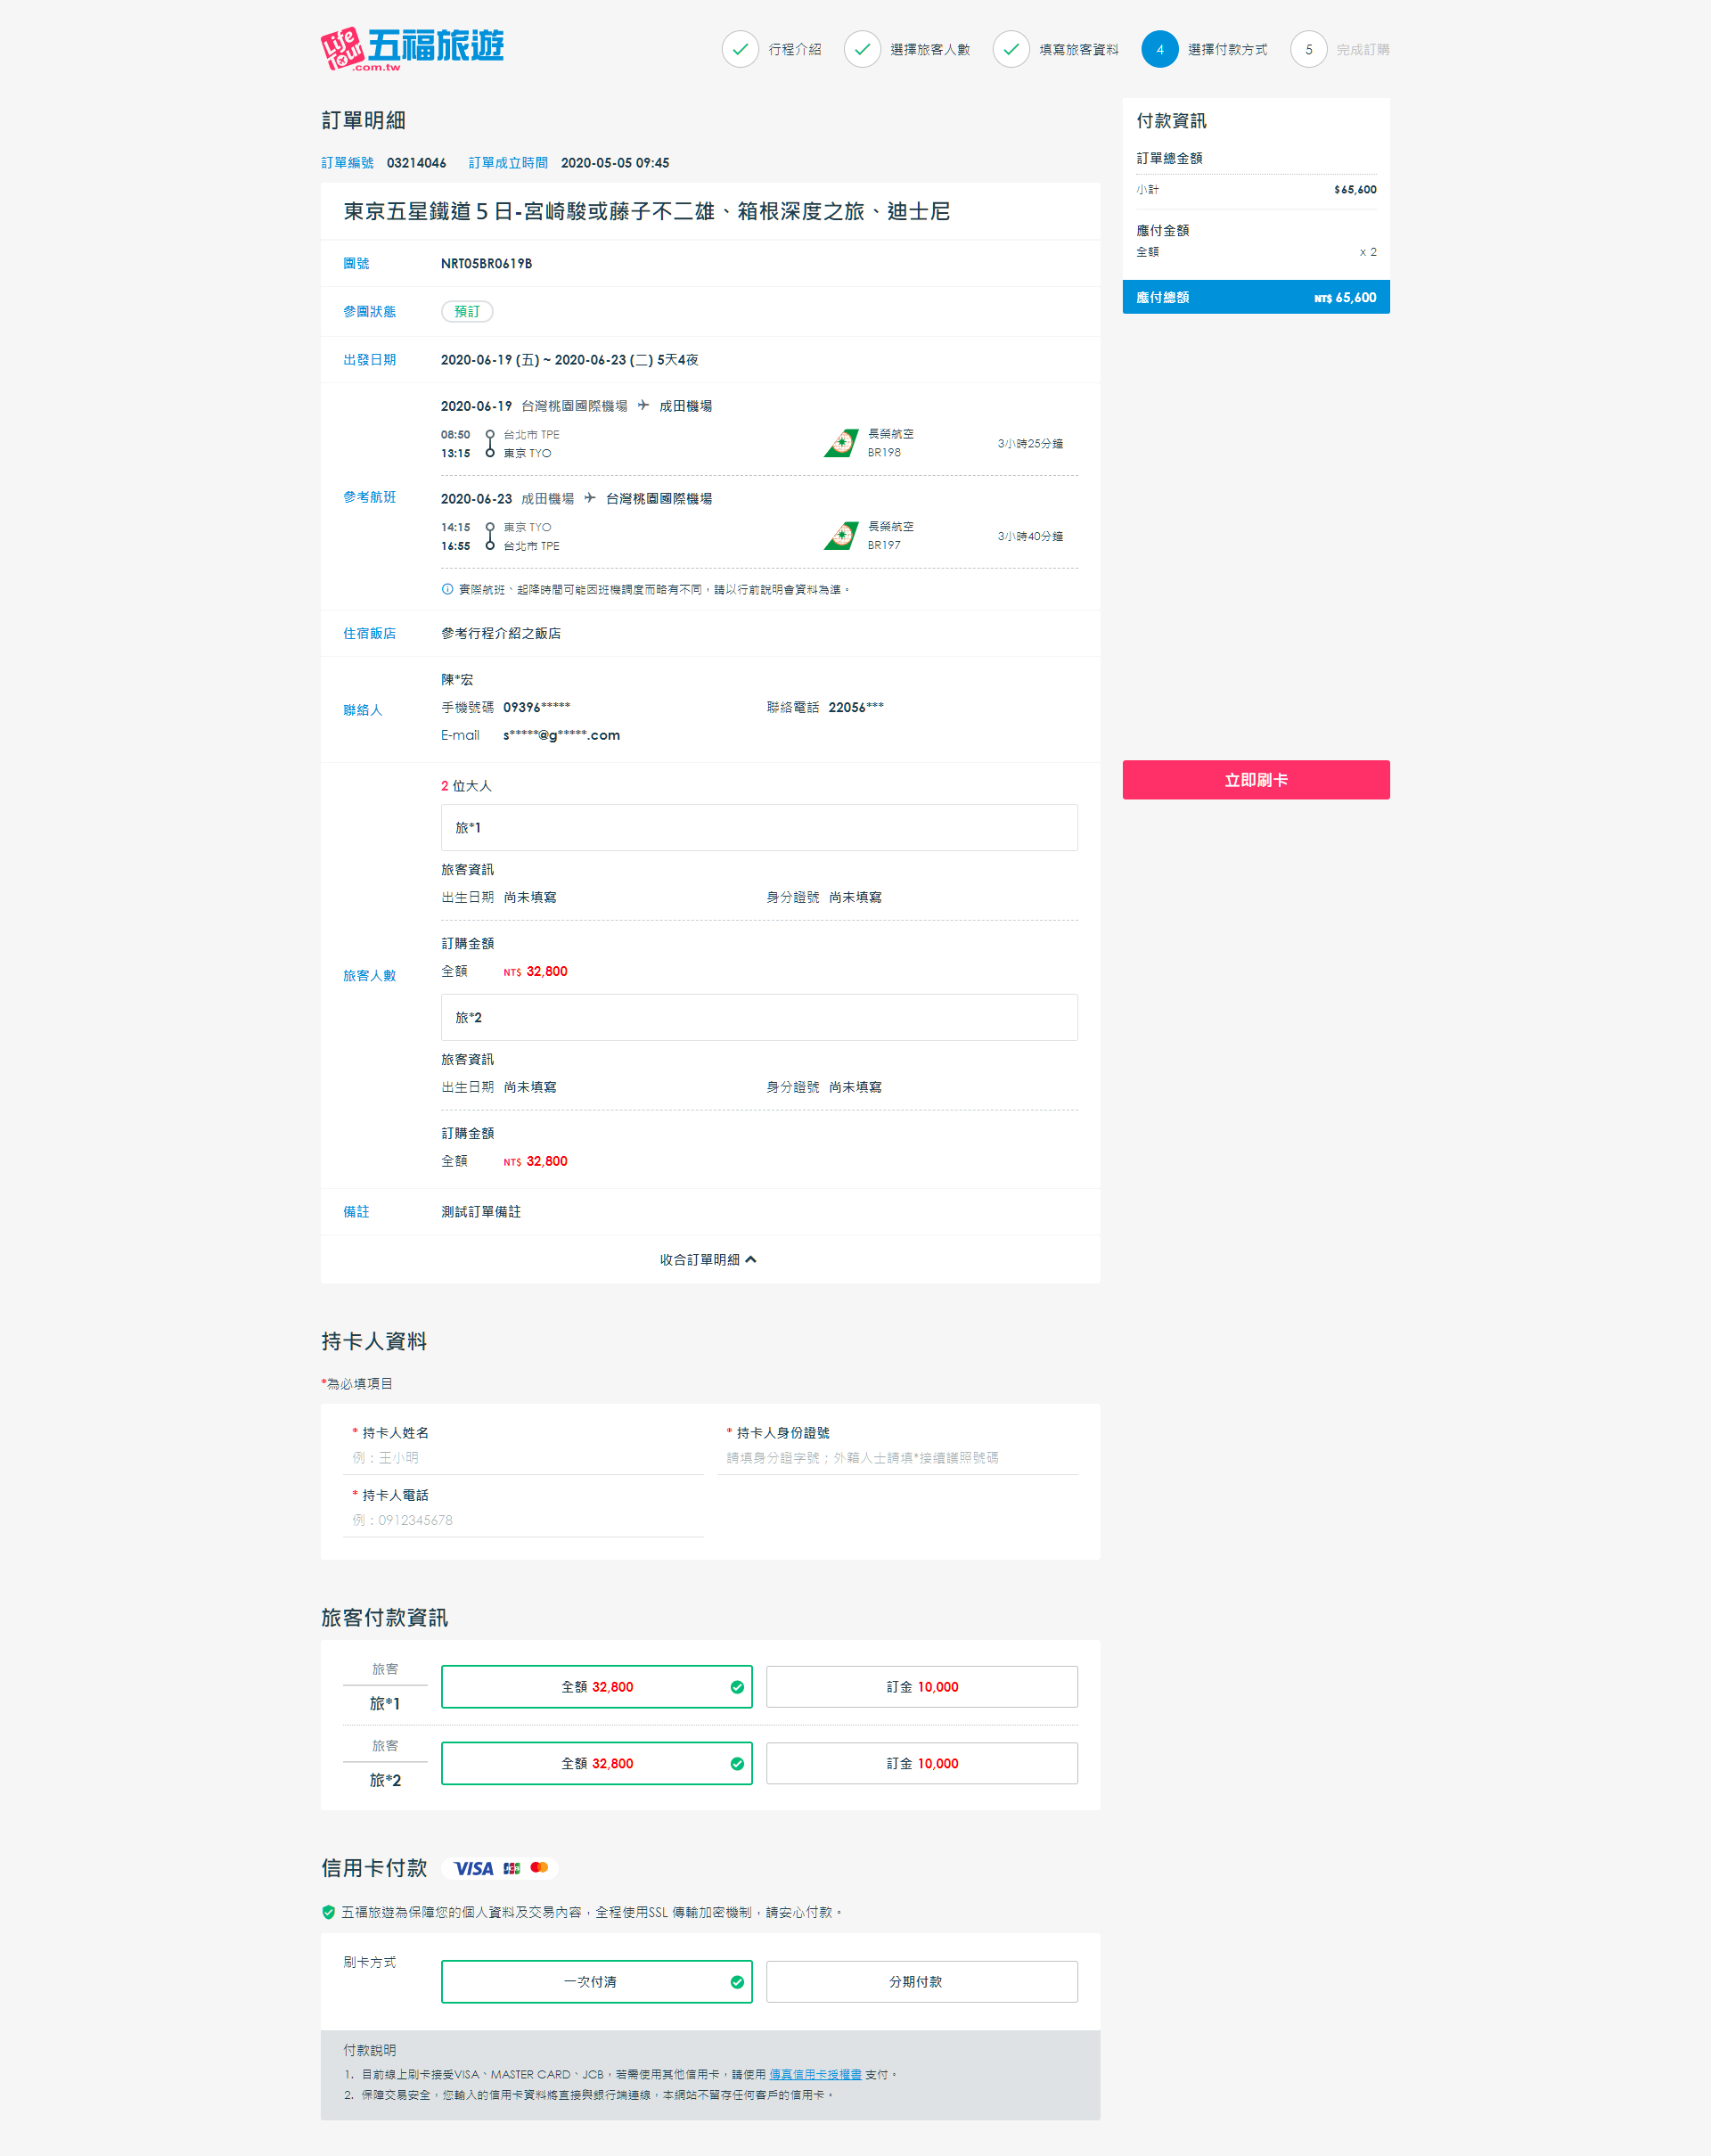 Life Tour 五福旅遊
.com.tw
行程介紹
選擇旅客人數
填寫旅客資料
4 選擇付款方式
5 完成訂購
訂單明細
訂單編號 03214046 訂單成立時間 2020-05-05 09:45
東京五星鐵道５日-宮崎駿或藤子不二雄、箱根深度之旅、迪士尼
團號 NRT05BR0619B
參團狀態 預訂
出發日期 2020-06-19 (五) ~ 2020-06-23 (二) 5天4夜
參考航班
2020-06-19 台灣桃園國際機場 成田機場
08:50 台北市 TPE
13:15 東京 TYO
長榮航空
BR198
3小時25分鐘
2020-06-23 成田機場 台灣桃園國際機場
14:15 東京 TYO
16:55 台北市 TPE
長榮航空
BR197
3小時40分鐘
實際航班、起降時間可能因班機調度而略有不同，請以行前說明會資料為準。
住宿飯店 參考行程介紹之飯店
聯絡人
陳*宏
手機號碼 09396***** 聯絡電話 22056***
E-mail s*****@g*****.com
旅客人數
2 位大人
旅*1
旅客資訊
出生日期 尚未填寫 身分證號 尚未填寫
訂購金額
全額 NT$ 32,800
旅*2
旅客資訊
出生日期 尚未填寫 身分證號 尚未填寫
訂購金額
全額 NT$ 32,800
備註 測試訂單備註
收合訂單明細
付款資訊
訂單總金額
小計 $65,600
應付金額
全額 x 2
應付總額 NT$ 65,600
立即刷卡
持卡人資料
*為必填項目
* 持卡人姓名
例：王小明
* 持卡人身份證號
請填身分證字號；外籍人士請填*接續護照號碼
* 持卡人電話
例：0912345678
旅客付款資訊
旅客
旅*1
全額 32,800 訂金 10,000
旅客
旅*2
全額 32,800 訂金 10,000
信用卡付款 VISA JCB
五福旅遊為保障您的個人資料及交易內容，全程使用SSL 傳輸加密機制，請安心付款。
刷卡方式 一次付清 分期付款
付款說明
1. 目前線上刷卡接受VISA、MASTER CARD、JCB，若需使用其他信用卡，請使用 傳真信用卡授權書 支付。
2. 保障交易安全，您輸入的信用卡資料將直接與銀行端連線，本網站不留存任何客戶的信用卡。